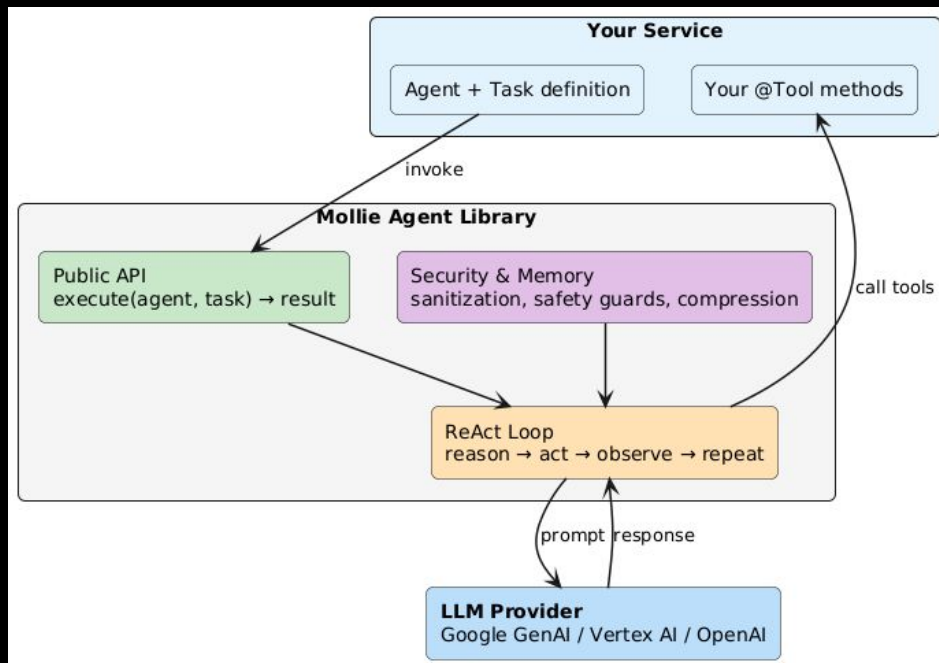 Your Service
Agent + Task definition
Your @Tool methods
invoke
Mollie Agent Library
Public API
execute(agent, task) → result
Security & Memory
sanitization, safety guards, compression
call tools
ReAct Loop
reason → act → observe → repeat
prompt
response
LLM Provider
Google GenAI / Vertex AI / OpenAI